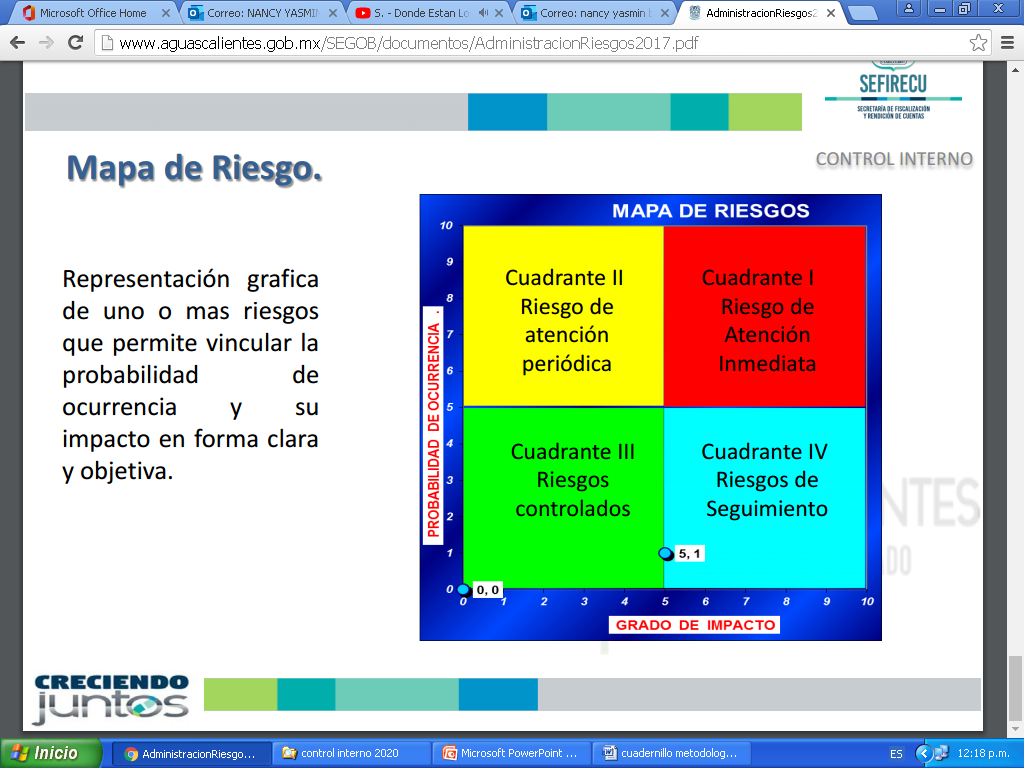 Microsoft Office Home
Correo: NANCY YASMIN
S. - Donde Estan Lo
Correo: nancy yasmin b
AdministracionRiesgos2
www.aguascalientes.gob.mx/SEGOB/documentos/AdministracionRiesgos2017.pdf
SEFIRECU
SECRETARÍA DE FISCALIZACIÓN
Y RENDICIÓN DE CUENTAS
CONTROL INTERNO
Mapa de Riesgo.
Representación grafica
de uno o mas riesgos
que permite vincular la
probabilidad de
ocurrencia y su
impacto en forma clara
y objetiva.
MAPA DE RIESGOS
PROBABILIDAD DE OCURRENCIA .
10
9
8
7
6
5
4
3
2
1
0
Cuadrante II
Riesgo de
atención
periódica
Cuadrante I
Riesgo de
Atención
Inmediata
Cuadrante III
Riesgos
controlados
Cuadrante IV
Riesgos de
Seguimiento
5, 1
0, 0
0 1 2 3 4 5 6 7 8 9 10
GRADO DE IMPACTO
NTES
DO
CRECIENDO
juntos
Inicio
AdministracionRiesgo...
control interno 2020
Microsoft PowerPoint ...
cuadernillo metodolog...
ES
12:18 p.m.